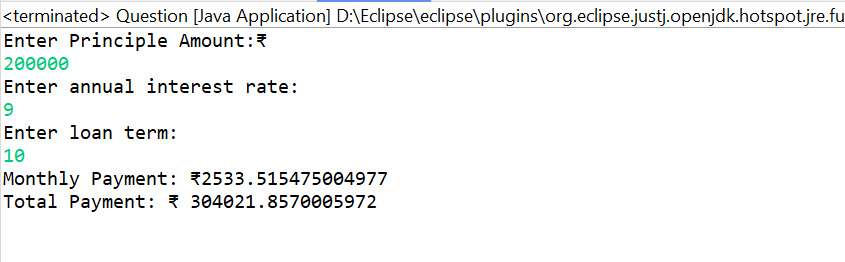 <terminated> Question [Java Application] D:\Eclipse\eclipse\plugins\org.eclipse.justj.openjdk.hotspot.jre.fu
Enter Principle Amount:₹
200000
Enter annual interest rate:
9
Enter loan term:
10
Monthly Payment: ₹2533.515475004977
Total Payment: ₹ 304021.8570005972